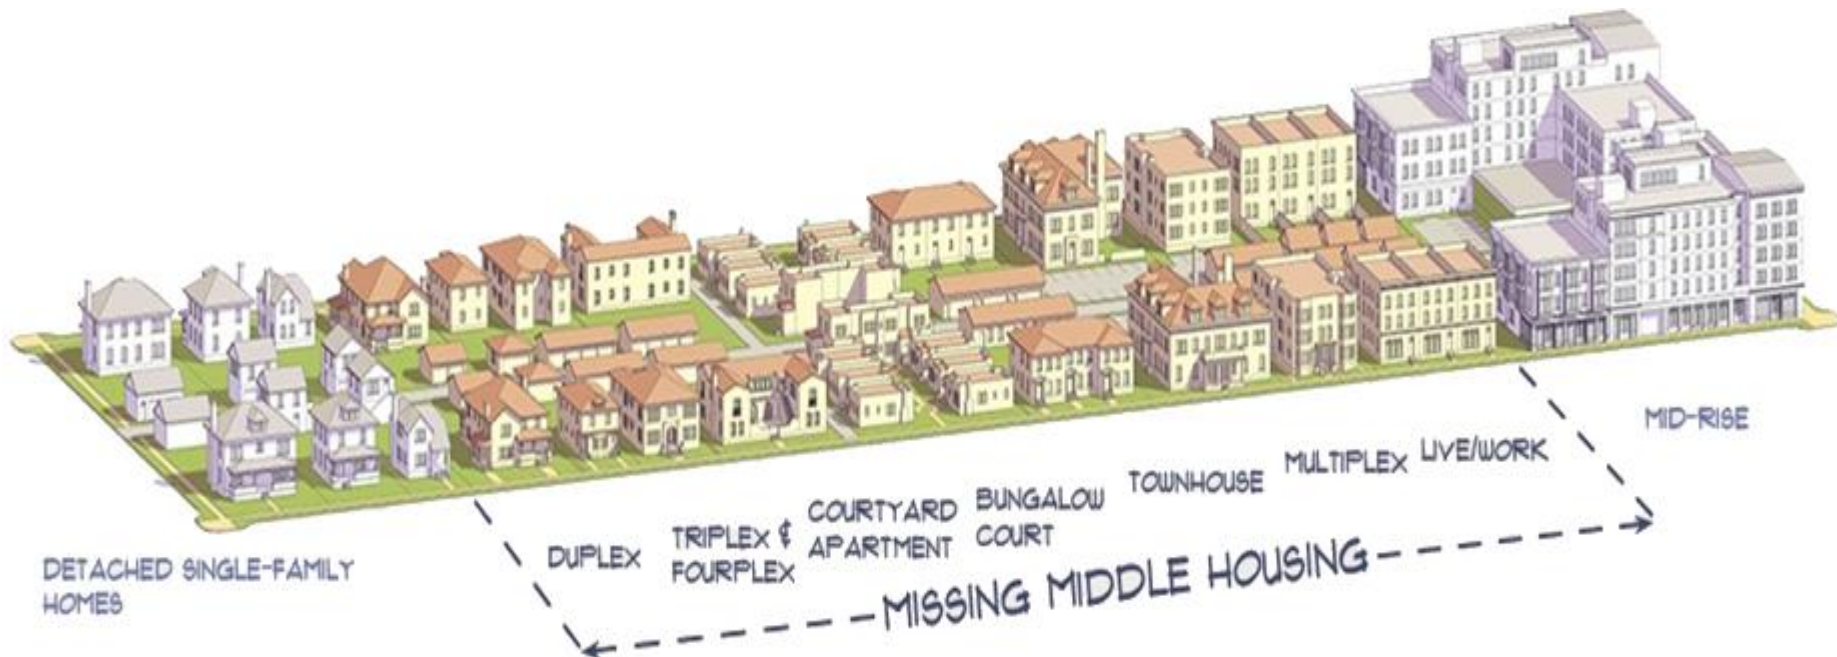 DETACHED SINGLE-FAMILY
HOMES
DUPLEX
TRIPLEX &
FOURPLEX
COURTYARD
APARTMENT
BUNGALOW
COURT
TOWNHOUSE
MULTIPLEX
LIVE/WORK
MID-RISE
MISSING MIDDLE HOUSING